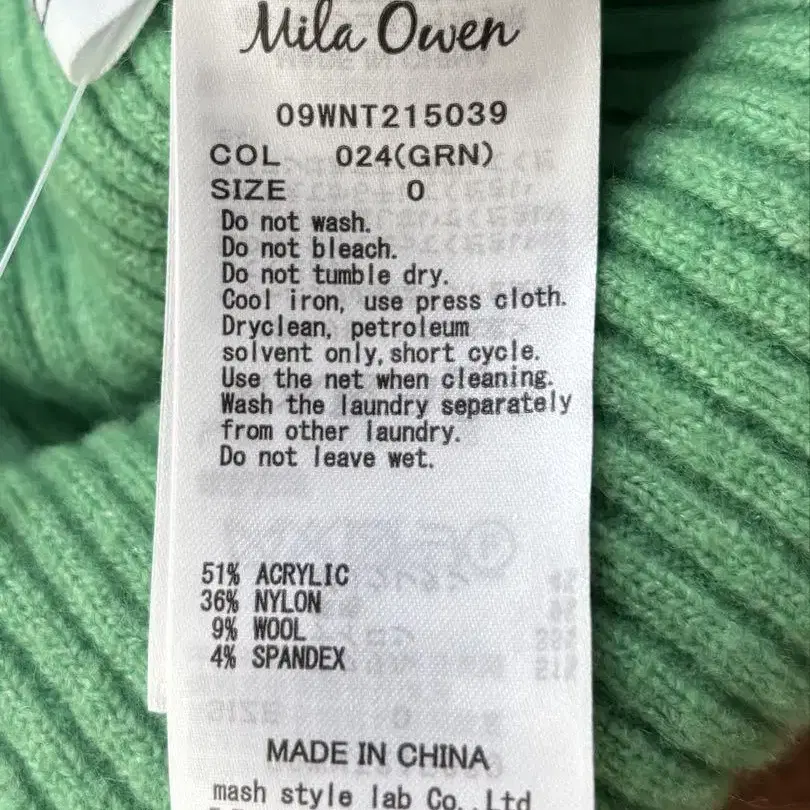 Mila Owen
09WNT215039
COL 024(GRN)
SIZE 0
Do not wash.
Do not bleach.
Do not tumble dry.
Cool iron, use press cloth.
Dryclean, petroleum
solvent only,short cycle.
Use the net when cleaning.
Wash the laundry separately
from other laundry.
Do not leave wet.
51% ACRYLIC
36% NYLON
9% WOOL
4% SPANDEX
MADE IN CHINA
mash style lab Co.,Ltd